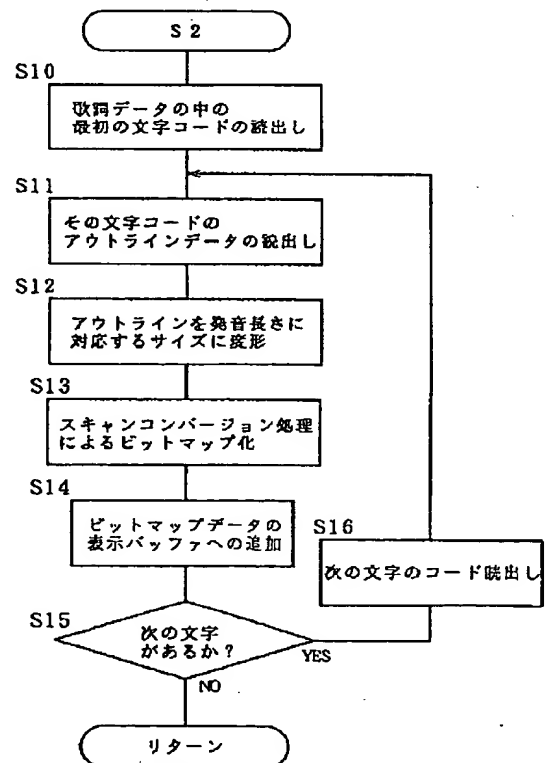 S2
S10
歌詞データの中の
最初の文字コードの読出し
S11
その文字コードの
アウトラインデータの読出し
S12
アウトラインを発音長さに
対応するサイズに変形
S13
スキャンコンバージョン処理
によるビットマップ化
S14
ビットマップデータの
表示バッファへの追加
S16
次の文字のコード読出し
S15
次の文字
があるか?
YES
NO
リターン